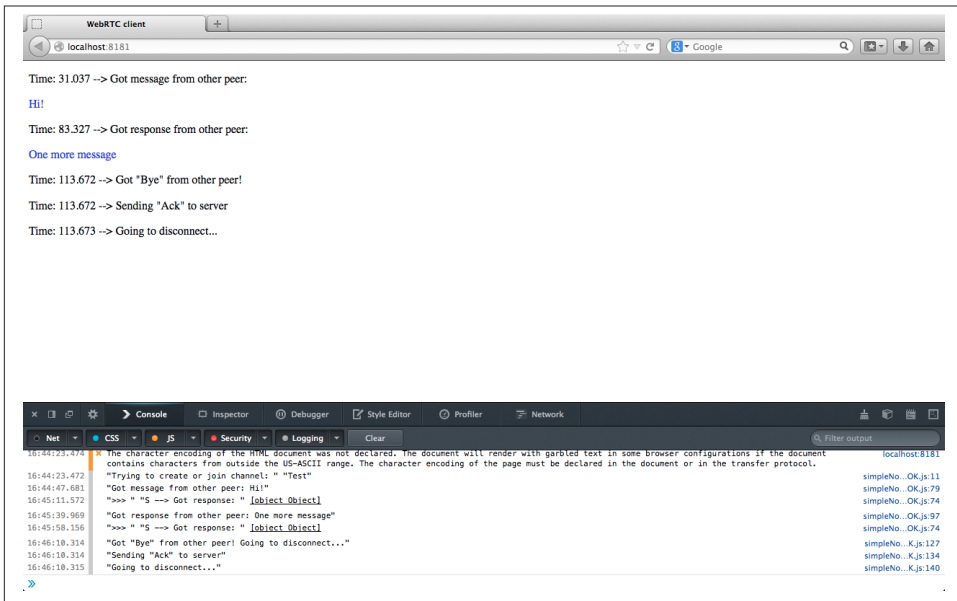 WebRTC client
localhost:8181
Google
Time: 31.037 --> Got message from other peer:
Hi!
Time: 83.327 --> Got response from other peer:
One more message
Time: 113.672 --> Got "Bye" from other peer!
Time: 113.672 --> Sending "Ack" to server
Time: 113.673 --> Going to disconnect...
Console Inspector Debugger Style Editor Profiler Network
Net CSS JS Security Logging Clear Filter output
16:44:23.474 The character encoding of the HTML document was not declared. The document will render with garbled text in some browser configurations if the document localhost:8181
contains characters from outside the US-ASCII range. The character encoding of the page must be declared in the document or in the transfer protocol.
16:44:23.472 "Trying to create or join channel: " "Test" simpleNo...OK.js:11
16:44:47.681 "Got message from other peer: Hi!" simpleNo...OK.js:79
16:45:11.572 ">>> " "S --> Got response: " [object Object] simpleNo...OK.js:74
16:45:39.969 "Got response from other peer: One more message" simpleNo...OK.js:97
16:45:58.156 ">>> " "S --> Got response: " [object Object] simpleNo...OK.js:74
16:46:10.314 "Got "Bye" from other peer! Going to disconnect..." simpleNo...K.js:127
16:46:10.314 "Sending "Ack" to server" simpleNo...K.js:134
16:46:10.315 "Going to disconnect..." simpleNo...K.js:140